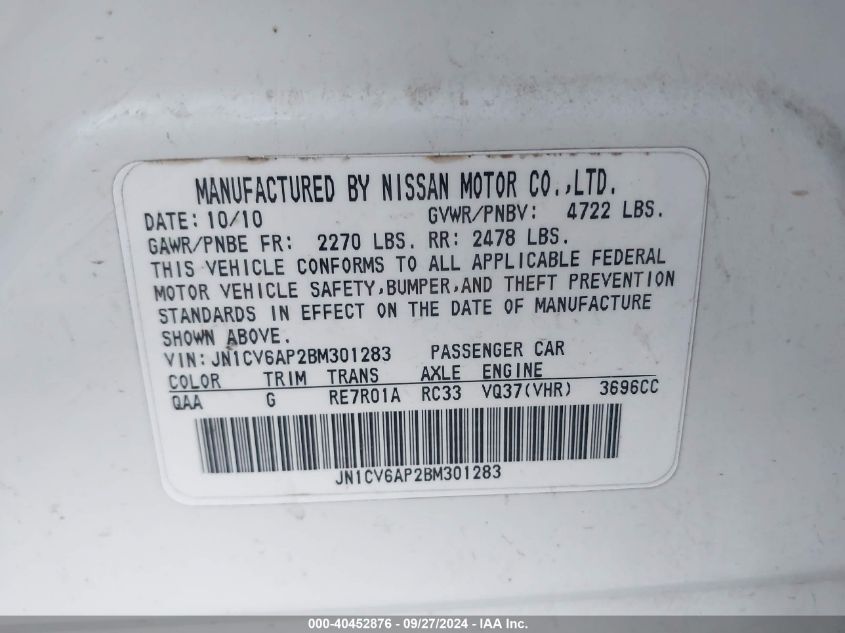 MANUFACTURED BY NISSAN MOTOR CO.,LTD.
DATE: 10/10 GVWR/PNBV: 4722 LBS.
GAWR/PNBE FR: 2270 LBS. RR: 2478 LBS.
THIS VEHICLE CONFORMS TO ALL APPLICABLE FEDERAL
MOTOR VEHICLE SAFETY,BUMPER,AND THEFT PREVENTION
STANDARDS IN EFFECT ON THE DATE OF MANUFACTURE
SHOWN ABOVE.
VIN: JN1CV6AP2BM301283 PASSENGER CAR
COLOR TRIM TRANS AXLE ENGINE
QAA G RE7R01A RC33 VQ37(VHR) 3696CC
JN1CV6AP2BM301283
000-40452876 - 09/27/2024 - IAA Inc.